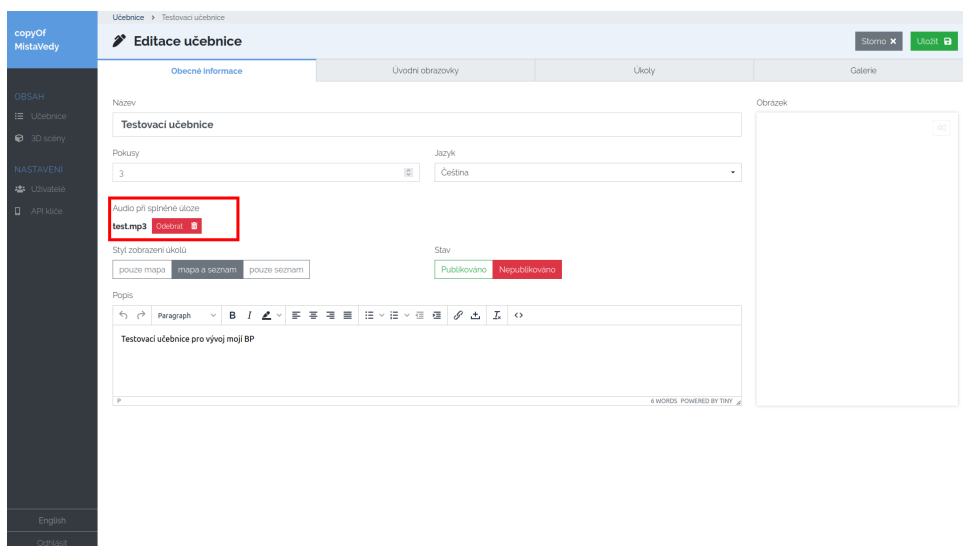 copyOf
MistaVedy
OBSAH
Učebnice
3D scény
NASTAVENÍ
Uživatelé
API klíče
English
Odhlásit
Učebnice > Testovací učebnice
Editace učebnice
Storno
Uložit
Obecné informace
Úvodní obrazovky
Úkoly
Galerie
Název
Testovací učebnice
Pokusy
3
Jazyk
Čeština
Audio při splněné úloze
test.mp3 Odebrat
Styl zobrazení úkolů
pouze mapa mapa a seznam pouze seznam
Stav
Publikováno Nepublikováno
Popis
Paragraph B I
Testovací učebnice pro vývoj mojí BP
P
6 WORDS POWERED BY TINY
Obrázek